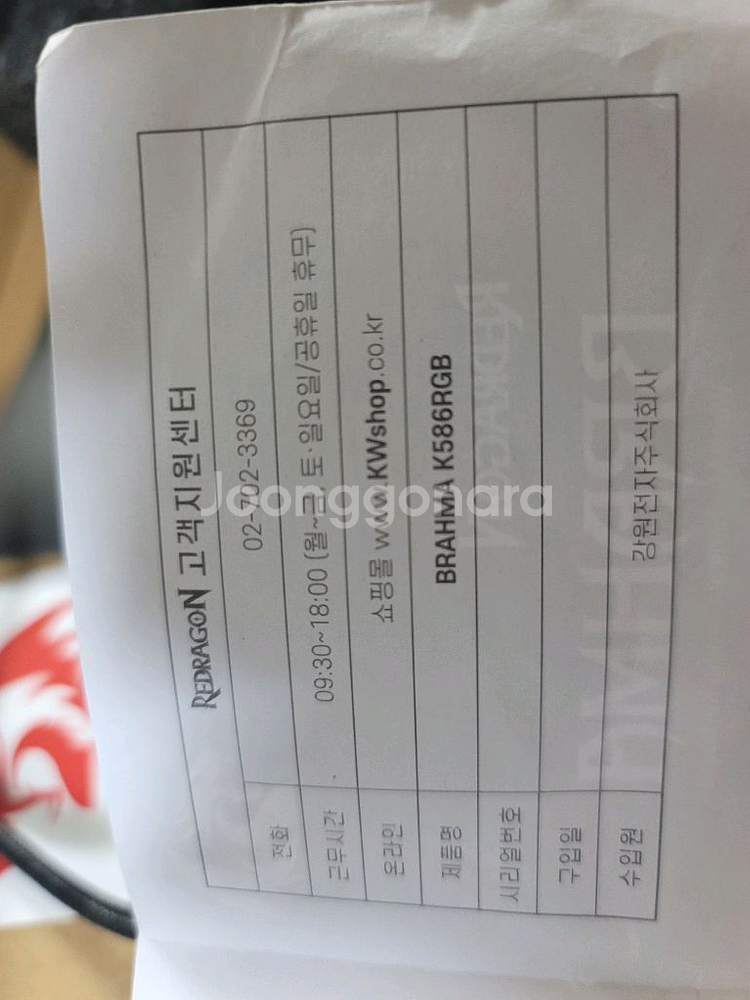 REDRAGON 고객지원센터
전화 02-702-3369
근무시간 09:30~18:00 (월~금, 토·일요일/공휴일 휴무)
온라인 쇼핑몰 www.KWshop.co.kr
제품명 BRAHMA K586RGB
시리얼번호
구입일
수입원 강원전자주식회사
Joonggonara